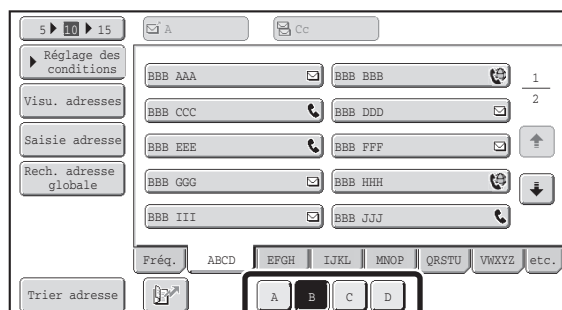 5 10 15
A
Cc
Réglage des
conditions
Visu. adresses
Saisie adresse
Rech. adresse
globale
Trier adresse
BBB AAA
BBB BBB
BBB CCC
BBB DDD
BBB EEE
BBB FFF
BBB GGG
BBB HHH
BBB III
BBB JJJ
1
2
Fréq.
ABCD
EFGH
IJKL
MNOP
QRSTU
VWXYZ
etc.
A
B
C
D